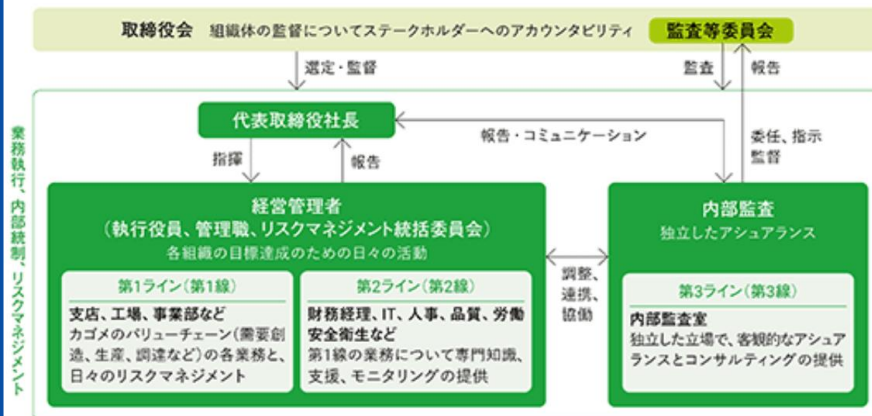 取締役会 組織体の監督についてステークホルダーへのアカウンタビリティ 監査等委員会
選定・監督
監査
報告
代表取締役社長
報告・コミュニケーション
委任、指示
監督
指揮
報告
業務執行、内部統制、リスクマネジメント
経営管理者
(執行役員、管理職、リスクマネジメント統括委員会)
各組織の目標達成のための日々の活動
第1ライン(第1線)
支店、工場、事業部など
カゴメのバリューチェーン(需要創
造、生産、調達など)の各業務と、
日々のリスクマネジメント
第2ライン(第2線)
財務経理、IT、人事、品質、労働
安全衛生など
第1線の業務について専門知識、
支援、モニタリングの提供
調整、
連携、
協働
内部監査
独立したアシュアランス
第3ライン(第3線)
内部監査室
独立した立場で、客観的なアシュア
ランスとコンサルティングの提供